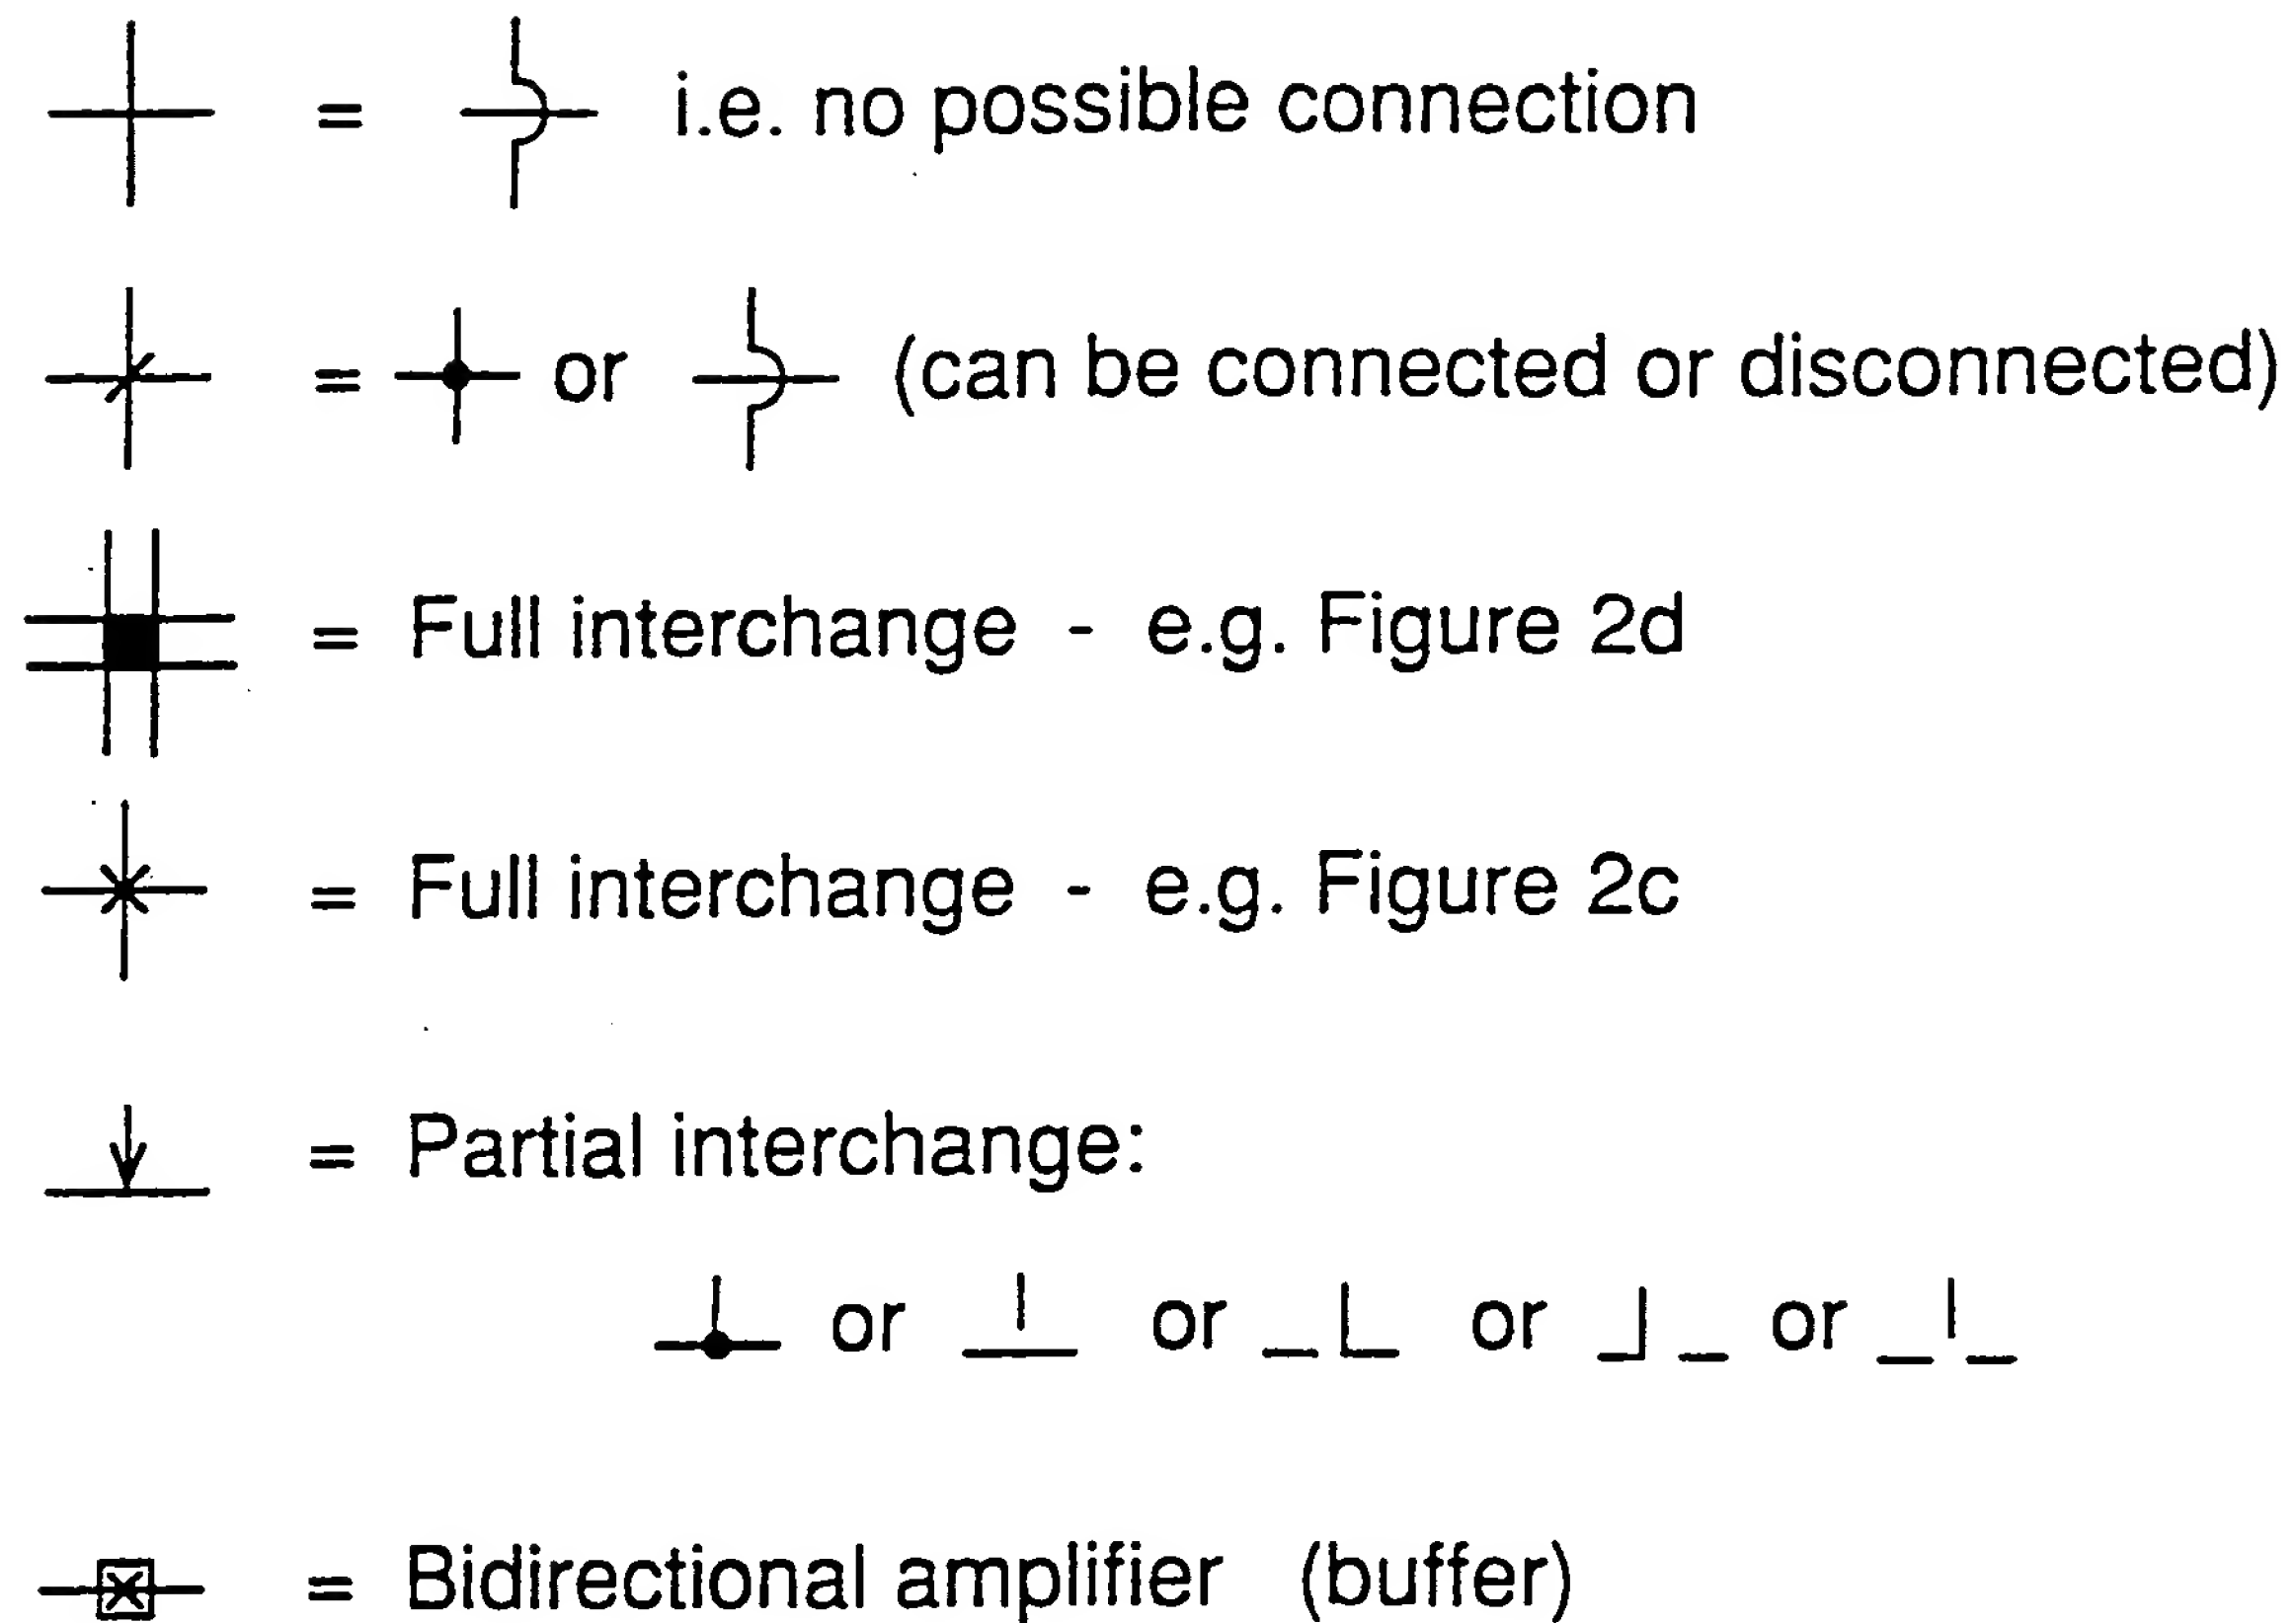 = i.e. no possible connection
= or (can be connected or disconnected)
= Full interchange - e.g. Figure 2d
= Full interchange - e.g. Figure 2c
= Partial interchange:
or or or or
= Bidirectional amplifier (buffer)